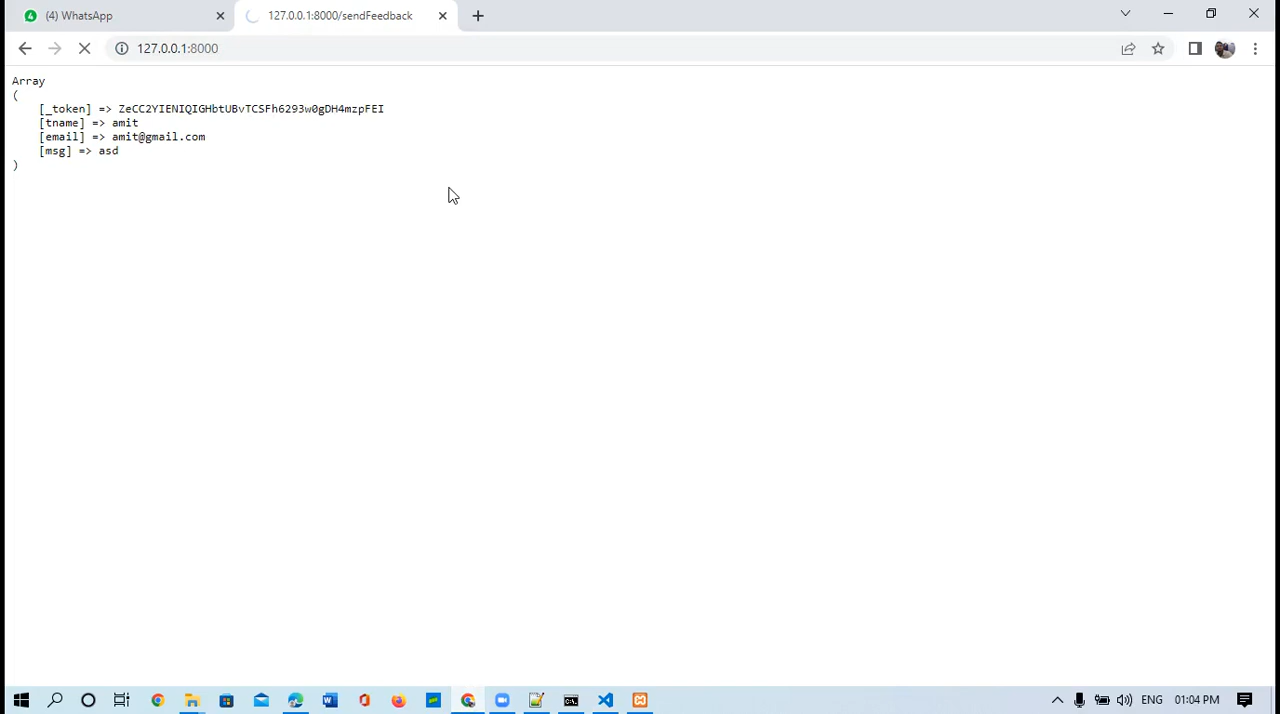 (4) WhatsApp
127.0.0.1:8000/sendFeedback
127.0.0.1:8000
Array
(
[_token] => ZeCC2YIENIQIGHbtUBvTCSFh6293w0gDH4mzpFEI
[tname] => amit
[email] => amit@gmail.com
[msg] => asd
)
ENG
01:04 PM